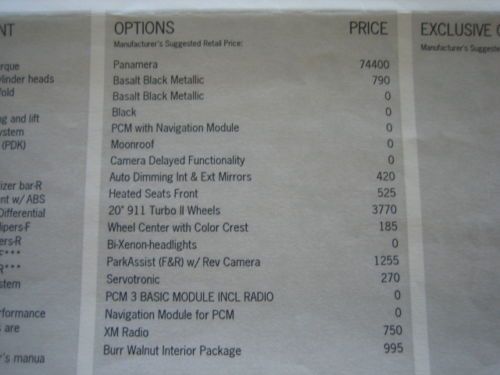 NT
rque
ylinder heads
fold
ng and lift
ystem
(PDK)
izer bar-R
nt w/ ABS
Differential
lipers-F
ers-R
F***
R***
stem
rformance
s are
r's manua
OPTIONS PRICE
Manufacturer's Suggested Retail Price:
Panamera 74400
Basalt Black Metallic 790
Basalt Black Metallic 0
Black 0
PCM with Navigation Module 0
Moonroof 0
Camera Delayed Functionality 0
Auto Dimming Int & Ext Mirrors 420
Heated Seats Front 525
20" 911 Turbo II Wheels 3770
Wheel Center with Color Crest 185
Bi-Xenon-headlights 0
ParkAssist (F&R) w/ Rev Camera 1255
Servotronic 270
PCM 3 BASIC MODULE INCL RADIO 0
Navigation Module for PCM 0
XM Radio 750
Burr Walnut Interior Package 995
EXCLUSIVE
Manufacturer's Suggeste